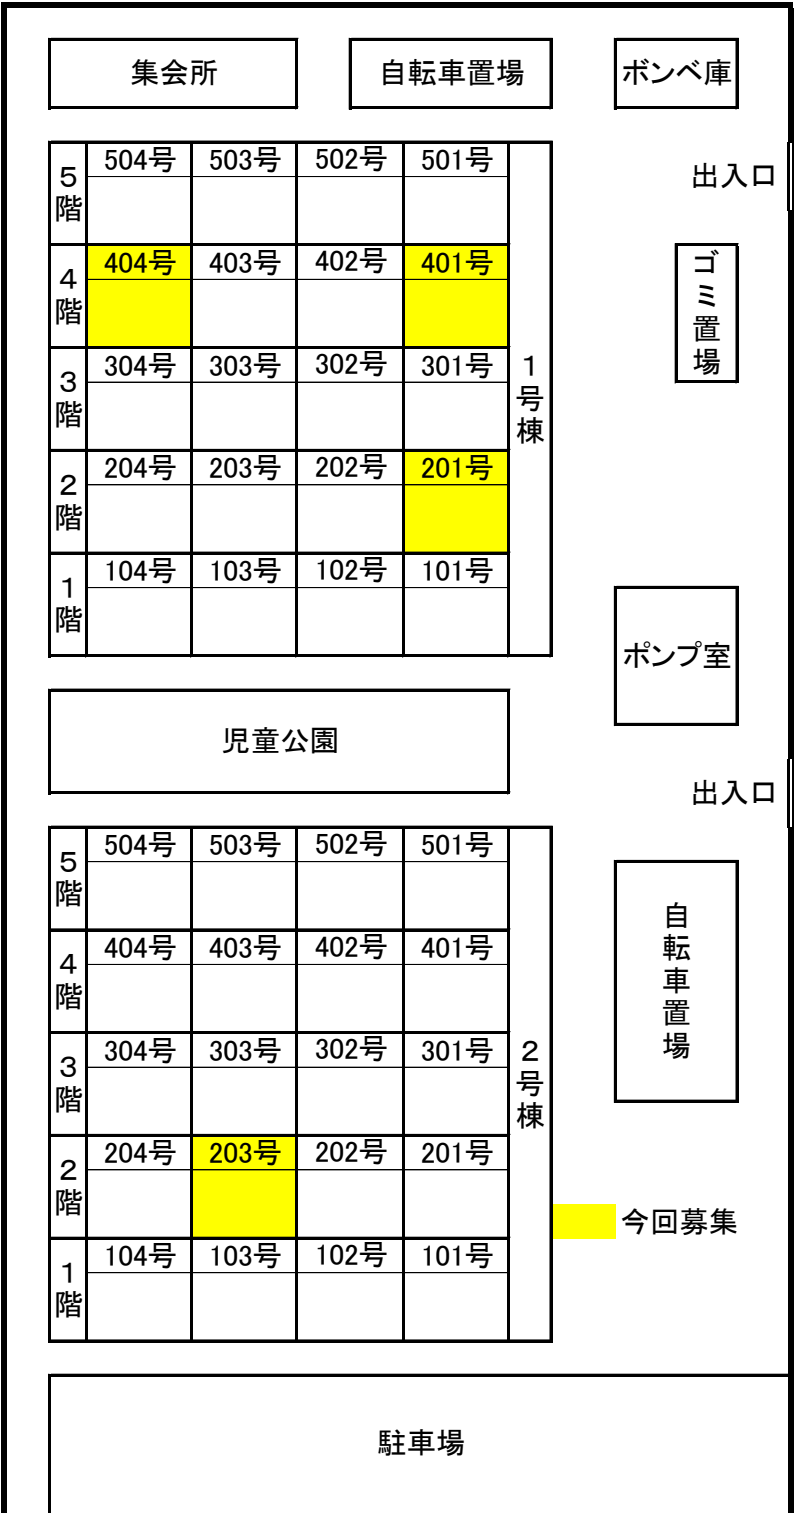 集会所 自転車置場 ボンベ庫
出入口
5階 504号 503号 502号 501号
4階 404号 403号 402号 401号
ゴミ置場
3階 304号 303号 302号 301号
1号棟
2階 204号 203号 202号 201号
1階 104号 103号 102号 101号
ポンプ室
児童公園
出入口
5階 504号 503号 502号 501号
自転車置場
4階 404号 403号 402号 401号
3階 304号 303号 302号 301号
2号棟
2階 204号 203号 202号 201号
今回募集
1階 104号 103号 102号 101号
駐車場